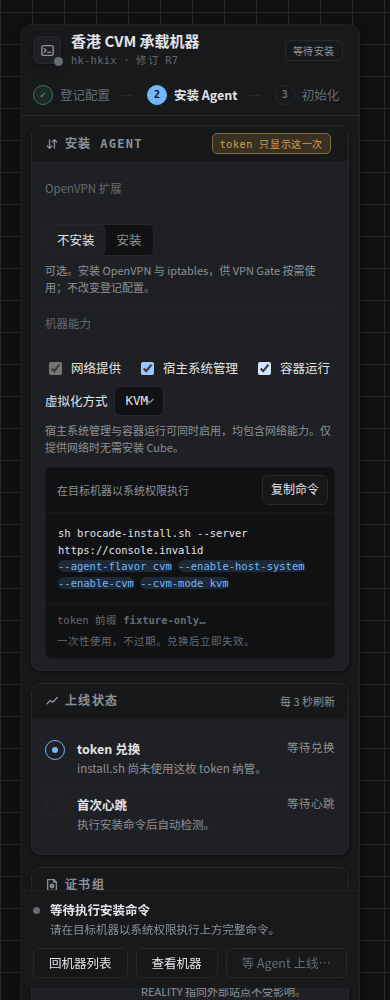 香港 CVM 承载机器
hk-hkix · 修订 R7
等待安装
登记配置
2 安装 Agent
3 初始化
安装 AGENT
token 只显示这一次
OpenVPN 扩展
不安装 安装
可选。安装 OpenVPN 与 iptables，供 VPN Gate 按需使
用；不改变登记配置。
机器能力
网络提供 宿主系统管理 容器运行
虚拟化方式 KVM
宿主系统管理与容器运行可同时启用，均包含网络能力。仅
提供网络时无需安装 Cube。
在目标机器以系统权限执行 复制命令
sh brocade-install.sh --server
https://console.invalid
--agent-flavor cvm --enable-host-system
--enable-cvm --cvm-mode kvm
token 前缀 fixture-only…
一次性使用，不过期。兑换后立即失效。
上线状态
每 3 秒刷新
token 兑换
等待兑换
install.sh 尚未使用这枚 token 纳管。
首次心跳
等待心跳
执行安装命令后自动检测。
证书组
等待执行安装命令
请在目标机器以系统权限执行上方完整命令。
回机器列表 查看机器 等 Agent 上线…
REALITY 指向外部站点不受影响。